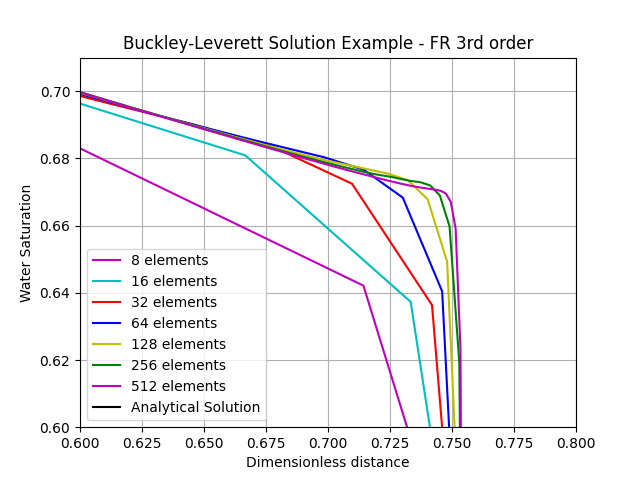 Buckley-Leverett Solution Example - FR 3rd order
0.70
0.68
0.66
0.64
0.62
0.60
Water Saturation
8 elements
16 elements
32 elements
64 elements
128 elements
256 elements
512 elements
Analytical Solution
0.600 0.625 0.650 0.675 0.700 0.725 0.750 0.775 0.800
Dimensionless distance